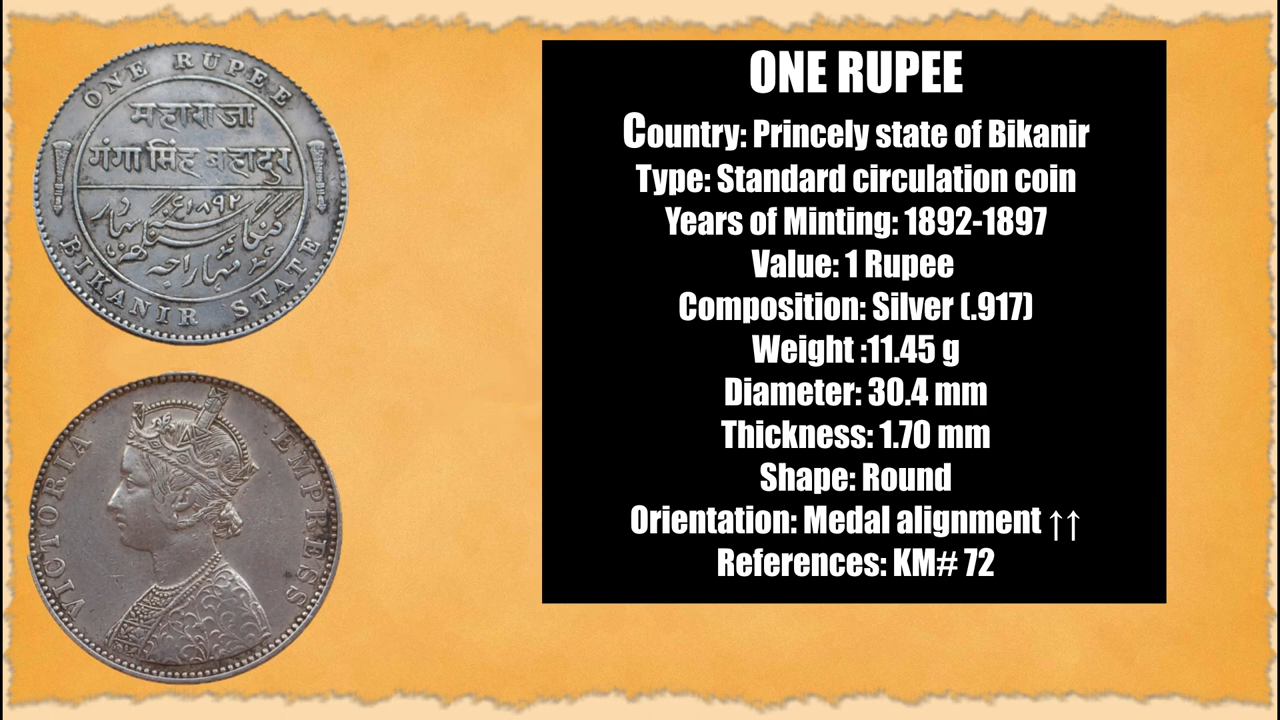 ONE RUPEE
महाराजा
गंगा सिंह बहादुर
۱۸۹۲
مہاراجہ
BIKANIR STATE
VICTORIA EMPRESS
ONE RUPEE
Country: Princely state of Bikanir
Type: Standard circulation coin
Years of Minting: 1892-1897
Value: 1 Rupee
Composition: Silver (.917)
Weight :11.45 g
Diameter: 30.4 mm
Thickness: 1.70 mm
Shape: Round
Orientation: Medal alignment ↑↑
References: KM# 72